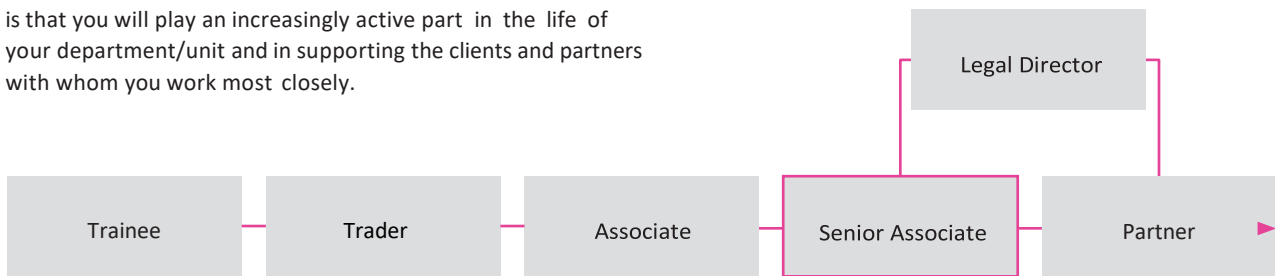 is that you will play an increasingly active part in the life of
your department/unit and in supporting the clients and partners
with whom you work most closely.
Legal Director
Trainee
Trader
Associate
Senior Associate
Partner